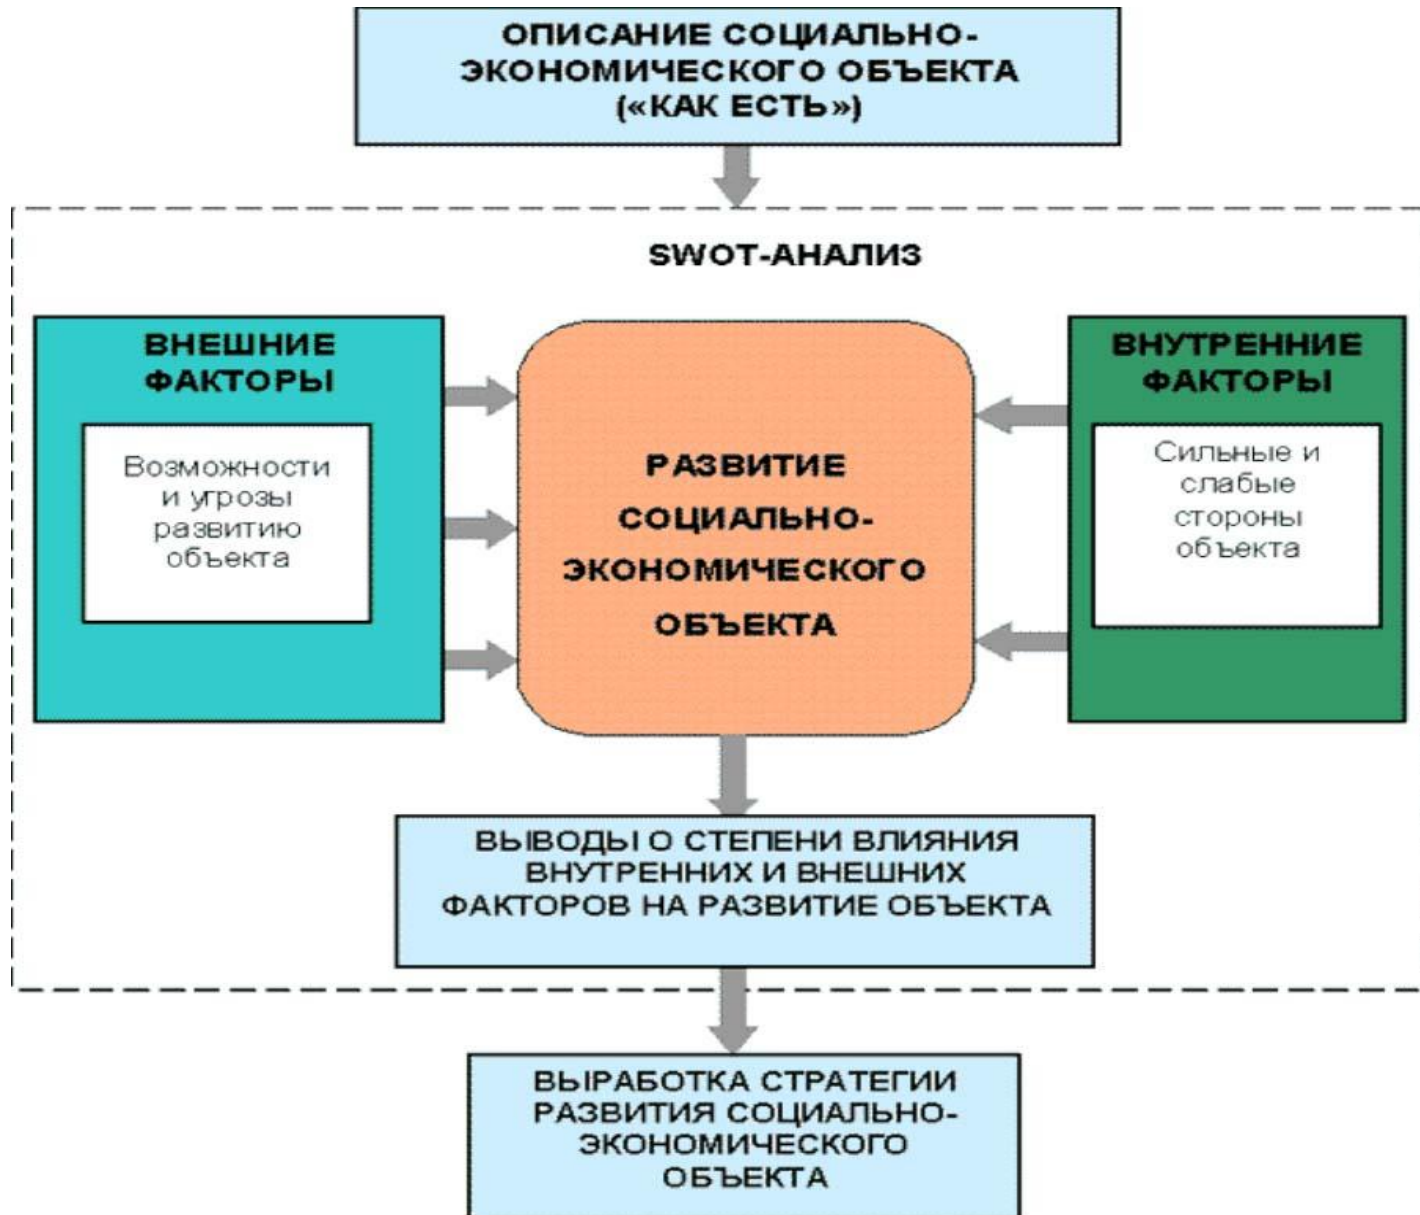 ОПИСАНИЕ СОЦИАЛЬНО-
ЭКОНОМИЧЕСКОГО ОБЪЕКТА
(«КАК ЕСТЬ»)
SWOT-АНАЛИЗ
ВНЕШНИЕ
ФАКТОРЫ
Возможности
и угрозы
развитию
объекта
РАЗВИТИЕ
СОЦИАЛЬНО-
ЭКОНОМИЧЕСКОГО
ОБЪЕКТА
ВНУТРЕННИЕ
ФАКТОРЫ
Сильные и
слабые
стороны
объекта
ВЫВОДЫ О СТЕПЕНИ ВЛИЯНИЯ
ВНУТРЕННИХ И ВНЕШНИХ
ФАКТОРОВ НА РАЗВИТИЕ ОБЪЕКТА
ВЫРАБОТКА СТРАТЕГИИ
РАЗВИТИЯ СОЦИАЛЬНО-
ЭКОНОМИЧЕСКОГО
ОБЪЕКТА